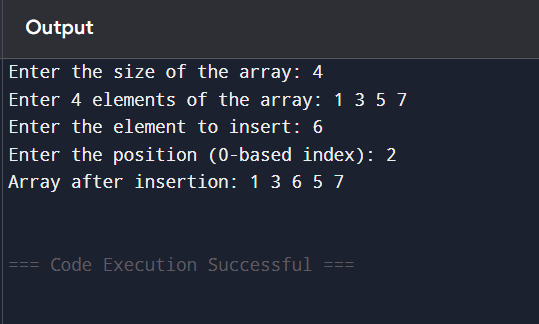 Output
Enter the size of the array: 4
Enter 4 elements of the array: 1 3 5 7
Enter the element to insert: 6
Enter the position (0-based index): 2
Array after insertion: 1 3 6 5 7
=== Code Execution Successful ===